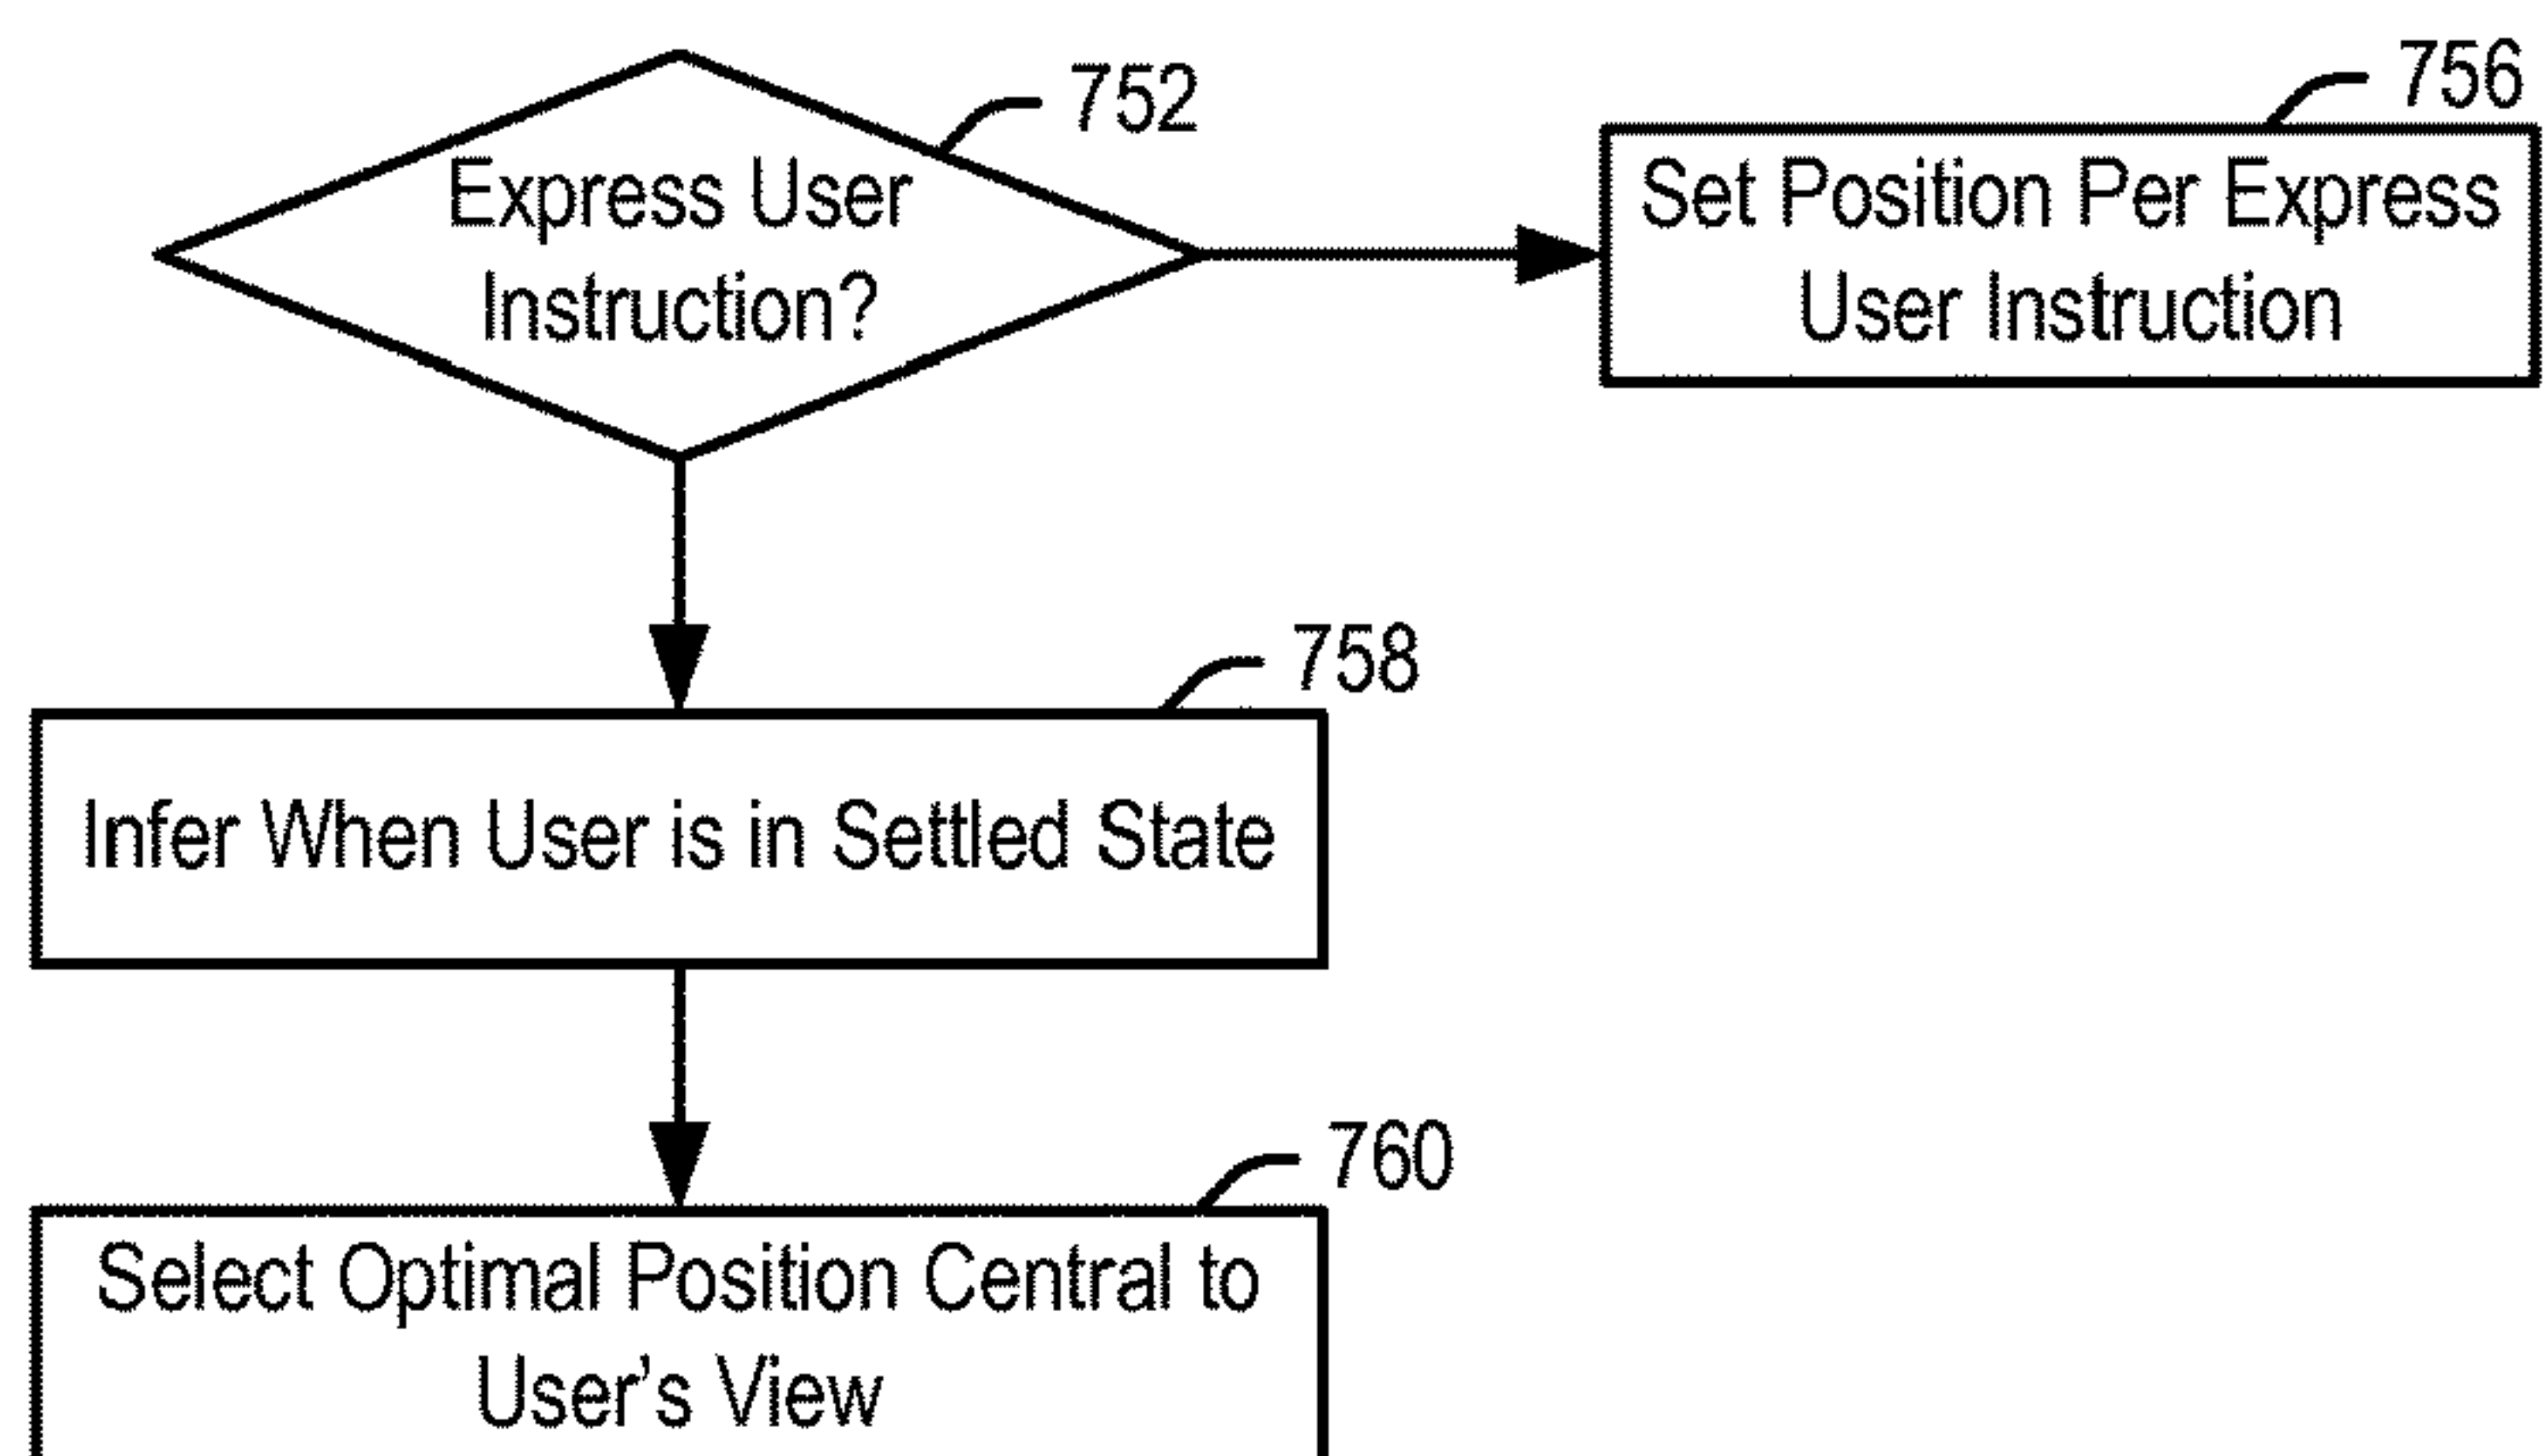 752
Express User
Instruction?
756
Set Position Per Express
User Instruction
758
Infer When User is in Settled State
760
Select Optimal Position Central to
User's View